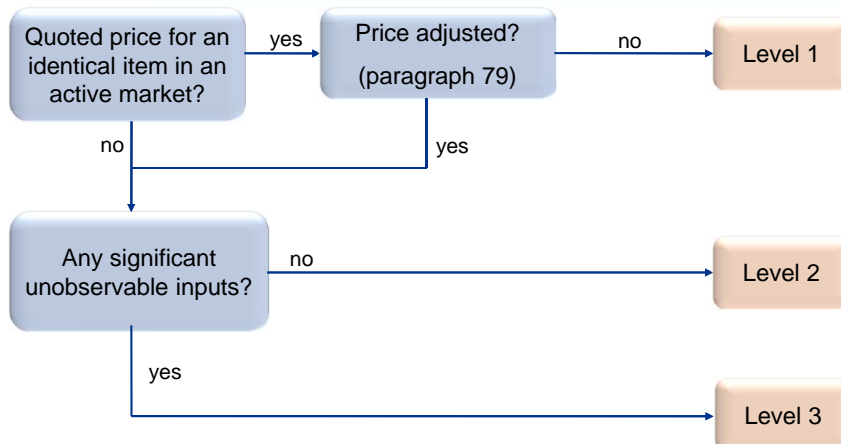 Quoted price for an
identical item in an
active market?
yes
Price adjusted?
(paragraph 79)
no
Level 1
no
yes
Any significant
unobservable inputs?
no
Level 2
yes
Level 3